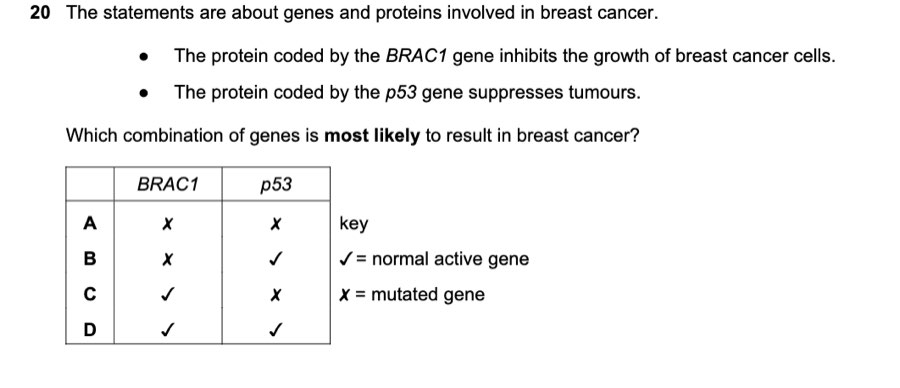 20 The statements are about genes and proteins involved in breast cancer.
● The protein coded by the BRAC1 gene inhibits the growth of breast cancer cells.
● The protein coded by the p53 gene suppresses tumours.
Which combination of genes is most likely to result in breast cancer?
BRAC1 p53
A ✗ ✗ key
B ✗ ✓ ✓ = normal active gene
C ✓ ✗ ✗ = mutated gene
D ✓ ✓